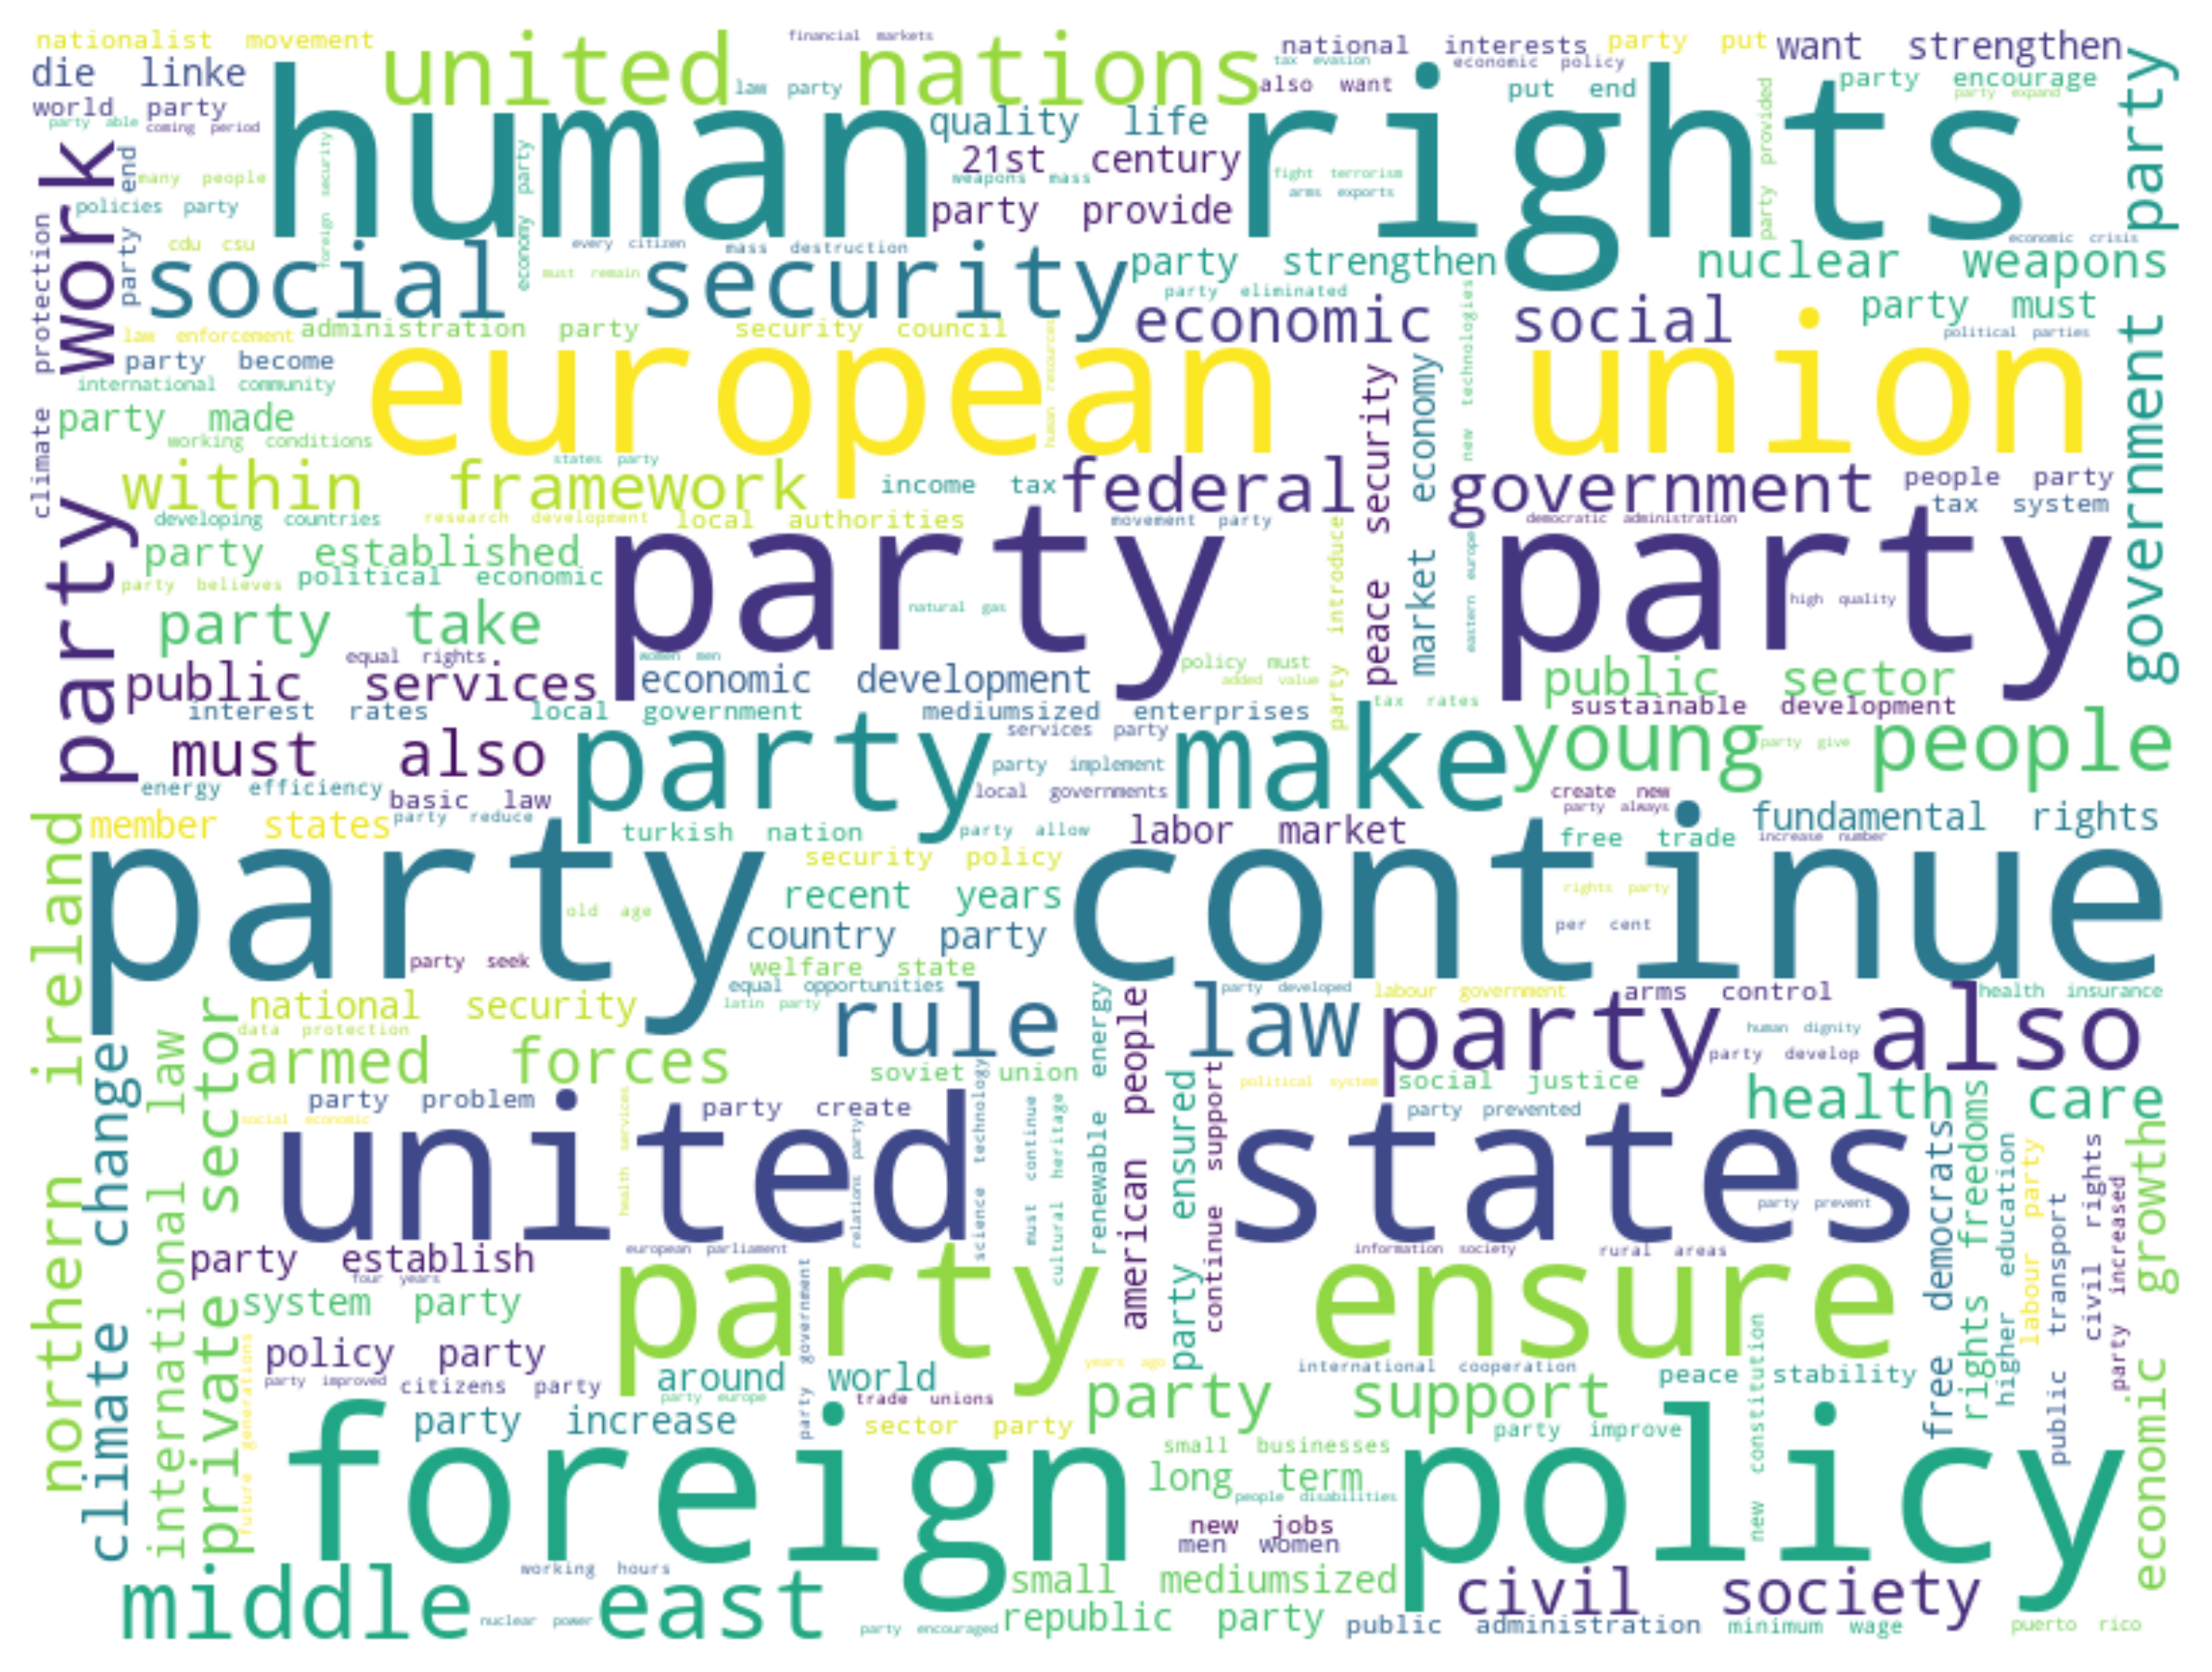 nationalist movement
united nations
financial markets
national interests
party put
want strengthen
die linke
tax evasion
economic policy
law party
also want
put end
party encourage
party expand
world party
party able
coming period
human rights
quality life
21st century
party provide
weapons mass
fight terrorism
arms exports
party provided
government party
party work
party end
many people
policies party
foreign security
economy party
cdu csu
every citizen
mass destruction
must remain
social security
party strengthen
nuclear weapons
economic crisis
party eliminated
economic social
party must
political parties
climate protection
law enforcement
administration party
security council
human resources
new technologies
party become
international community
european union
party made
working conditions
peace security
market economy
states party
within framework
income tax
federal government
people party
tax system
developing countries
research development
local authorities
movement party
democratic administration
party established
party believes
political economic
party party
natural gas
party introduce
eastern europe
high quality
party take
equal rights
women men
public services
economic development
policy must
added value
public sector
interest rates
local government
mediumsized enterprises
tax rates
sustainable development
must also
party make
services party
young people
party give
party implement
energy efficiency
basic law
local governments
create new
party always
member states
party reduce
turkish nation
party allow
labor market
free trade
increase number
fundamental rights
northern ireland
party continue
security policy
recent years
rights party
old age
country party
per cent
party seek
welfare state
equal opportunities
latin party
national security
data protection
rule law
party developed
labour government
arms control
health insurance
party also
human dignity
party develop
armed forces
soviet union
renewable energy
american people
political system
social justice
health care
climate change
international law
private sector
party problem
social economic
party create
united states
health services
relations party
science technology
must continue
cultural heritage
party ensured
continue support
party prevented
party prevent
free democrats
rights freedoms
higher education
labour party
public transport
civil rights
party increased
economic growthe
party establish
european parliament
information society
rural areas
four years
system party
party ensure
party government
new constitution
future generations
policy party
party improved
citizens party
around world
party europe
years ago
international cooperation
peace stability
trade unions
party support
party increase
sector party
party improve
foreign policy
small businesses
long term
people disabilities
new jobs
men women
working hours
middle east
nuclear power
small mediumsized
civil society
party encouraged
republic party
public administration
minimum wage
puerto rico